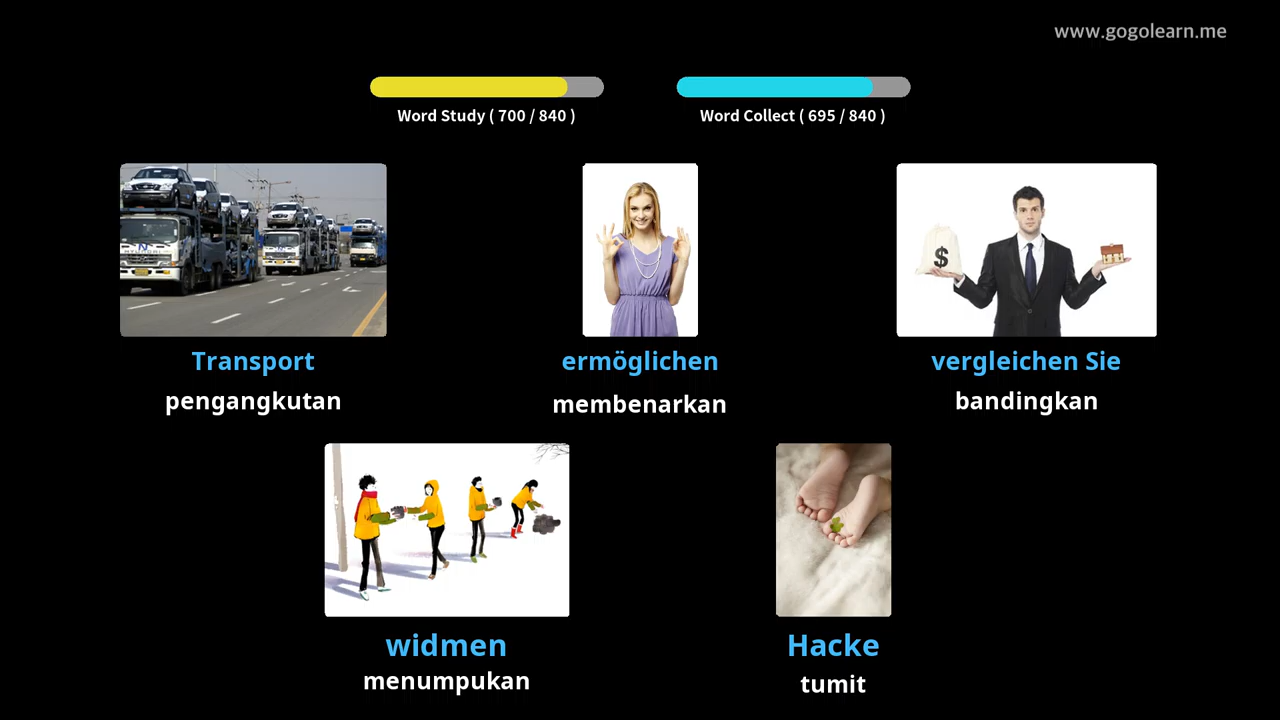 www.gogolearn.me
Word Study ( 700 / 840 )
Word Collect ( 695 / 840 )
Transport
pengangkutan
ermöglichen
membenarkan
vergleichen Sie
bandingkan
$
widmen
menumpukan
Hacke
tumit